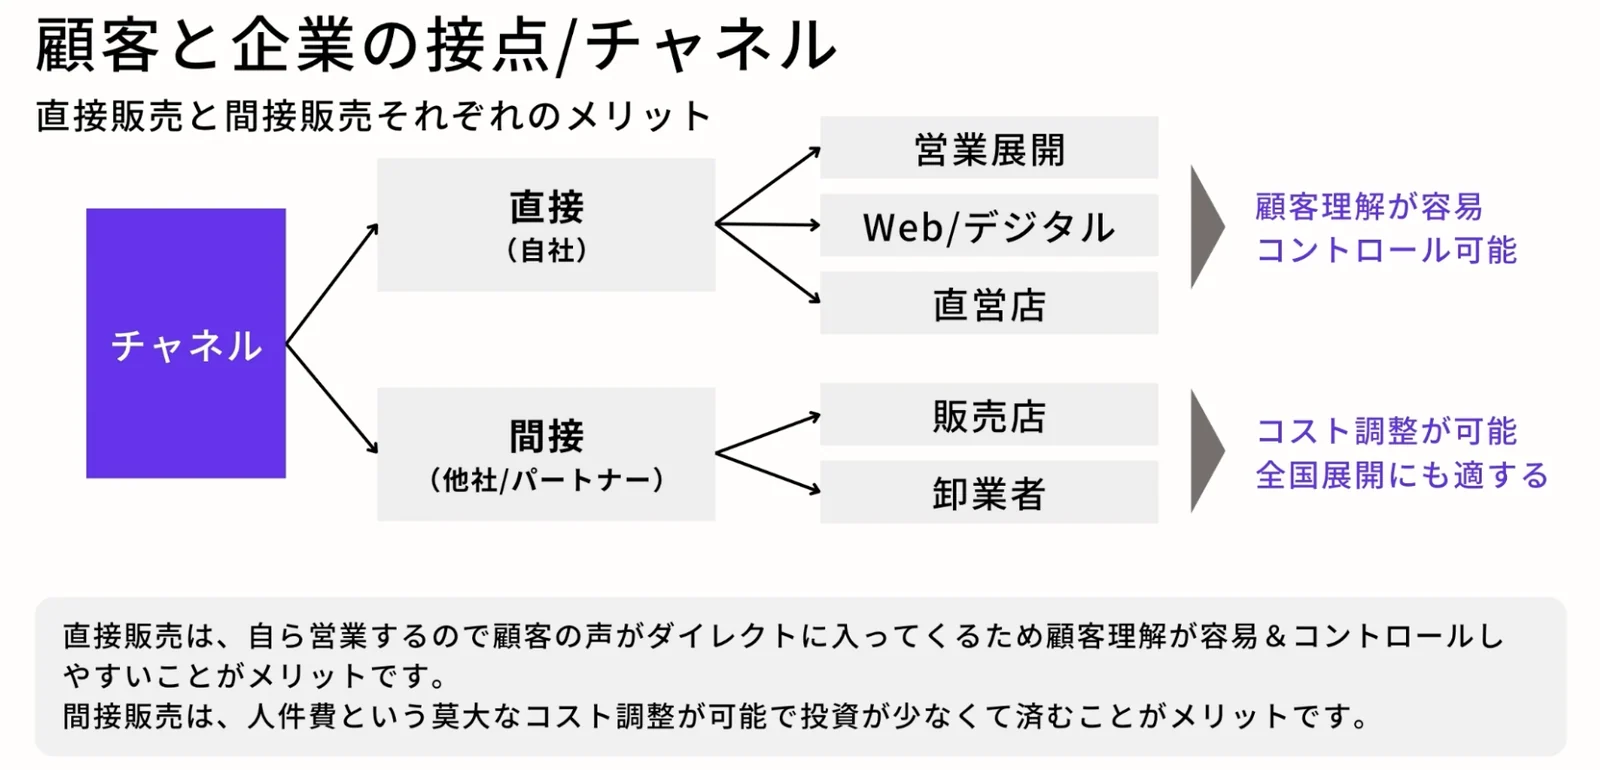 顧客と企業の接点/チャネル
直接販売と間接販売それぞれのメリット
チャネル
直接
（自社）
営業展開
Web/デジタル
直営店
顧客理解が容易
コントロール可能
間接
（他社/パートナー）
販売店
卸業者
コスト調整が可能
全国展開にも適する
直接販売は、自ら営業するので顧客の声がダイレクトに入ってくるため顧客理解が容易＆コントロールし
やすいことがメリットです。
間接販売は、人件費という莫大なコスト調整が可能で投資が少なくて済むことがメリットです。